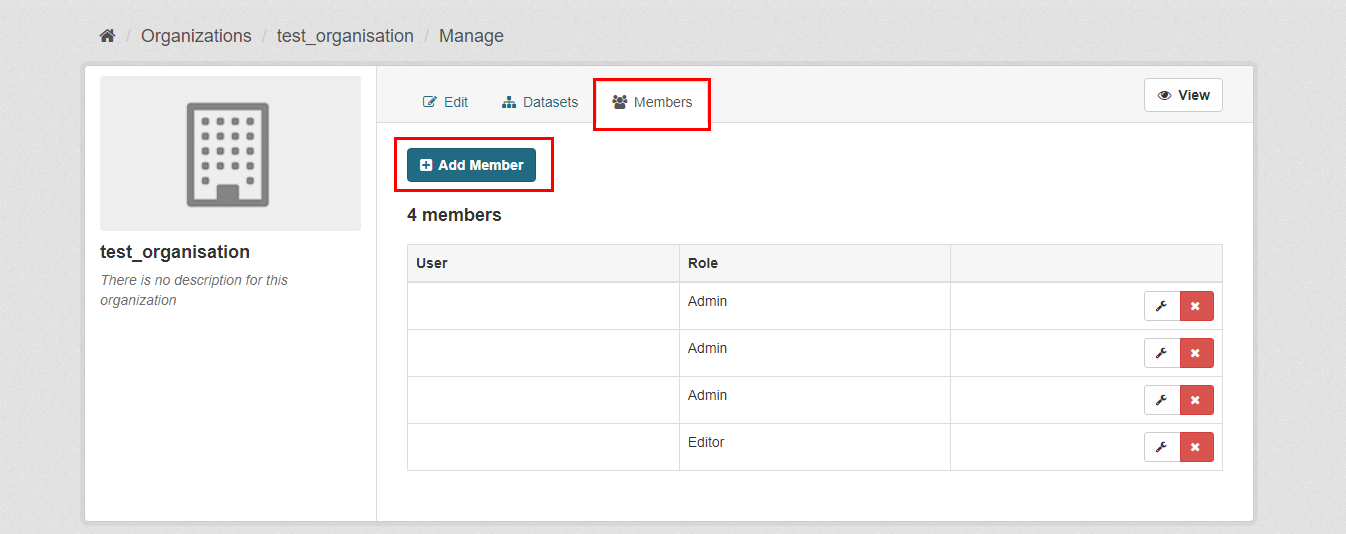 / Organizations / test_organisation / Manage
Edit Datasets Members View
Add Member
4 members
test_organisation
There is no description for this
organization
User Role
Admin
Admin
Admin
Editor